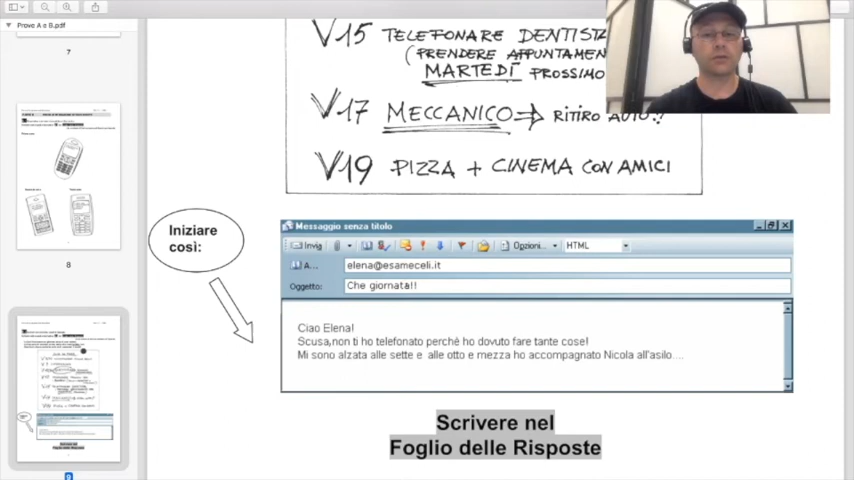 Prove A e B.pdf
7
8
9
V15 TELEFONARE DENTISTA
(PRENDERE APPUNTAMEN
MARTEDÌ PROSSIMO
V17 MECCANICO => RITIRO AUTO!!
V19 PIZZA + CINEMA CON AMICI
Iniziare
così:
Messaggio senza titolo
Invia
Opzioni...
HTML
A...
elena@esameceli.it
Oggetto:
Che giornata!!
Ciao Elena!
Scusa,non ti ho telefonato perchè ho dovuto fare tante cose!
Mi sono alzata alle sette e alle otto e mezza ho accompagnato Nicola all'asilo....
Scrivere nel
Foglio delle Risposte